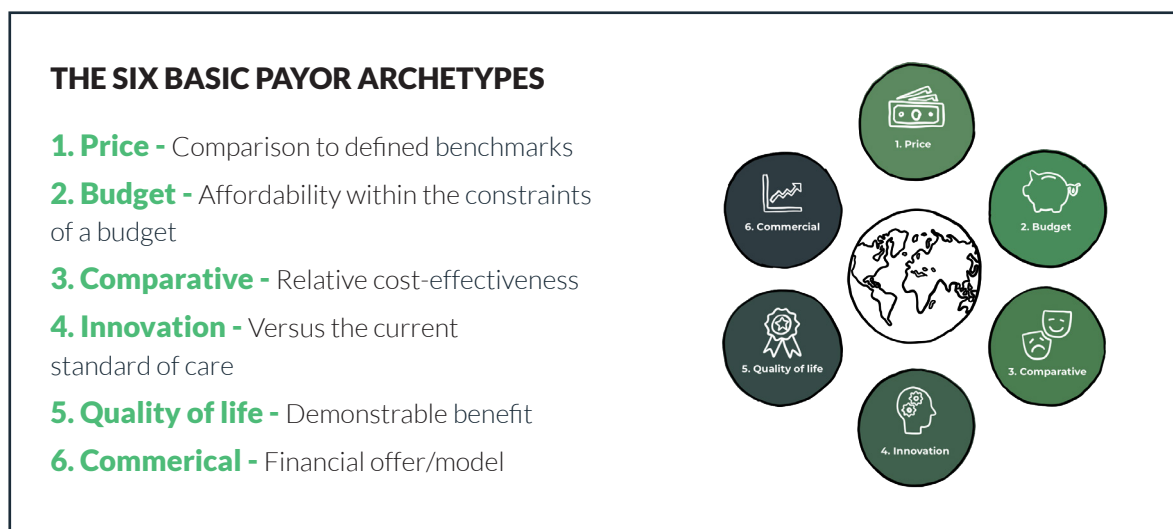 THE SIX BASIC PAYOR ARCHETYPES
1. Price - Comparison to defined benchmarks
2. Budget - Affordability within the constraints
of a budget
3. Comparative - Relative cost-effectiveness
4. Innovation - Versus the current
standard of care
5. Quality of life - Demonstrable benefit
6. Commerical - Financial offer/model
1. Price
2. Budget
3. Comparative
4. Innovation
5. Quality of life
6. Commercial